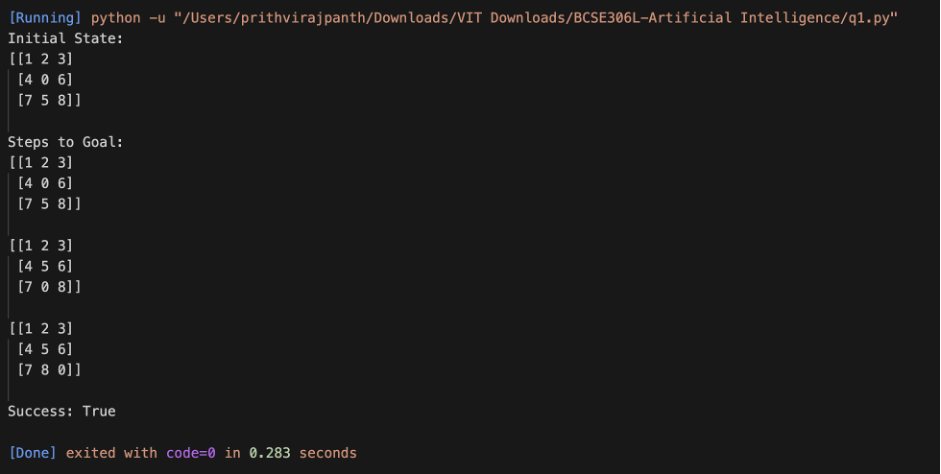 [Running] python -u "/Users/prithvirajpanth/Downloads/VIT Downloads/BCSE306L-Artificial Intelligence/q1.py"
Initial State:
[[1 2 3]
 [4 0 6]
 [7 5 8]]
Steps to Goal:
[[1 2 3]
 [4 0 6]
 [7 5 8]]
[[1 2 3]
 [4 5 6]
 [7 0 8]]
[[1 2 3]
 [4 5 6]
 [7 8 0]]
Success: True
[Done] exited with code=0 in 0.283 seconds